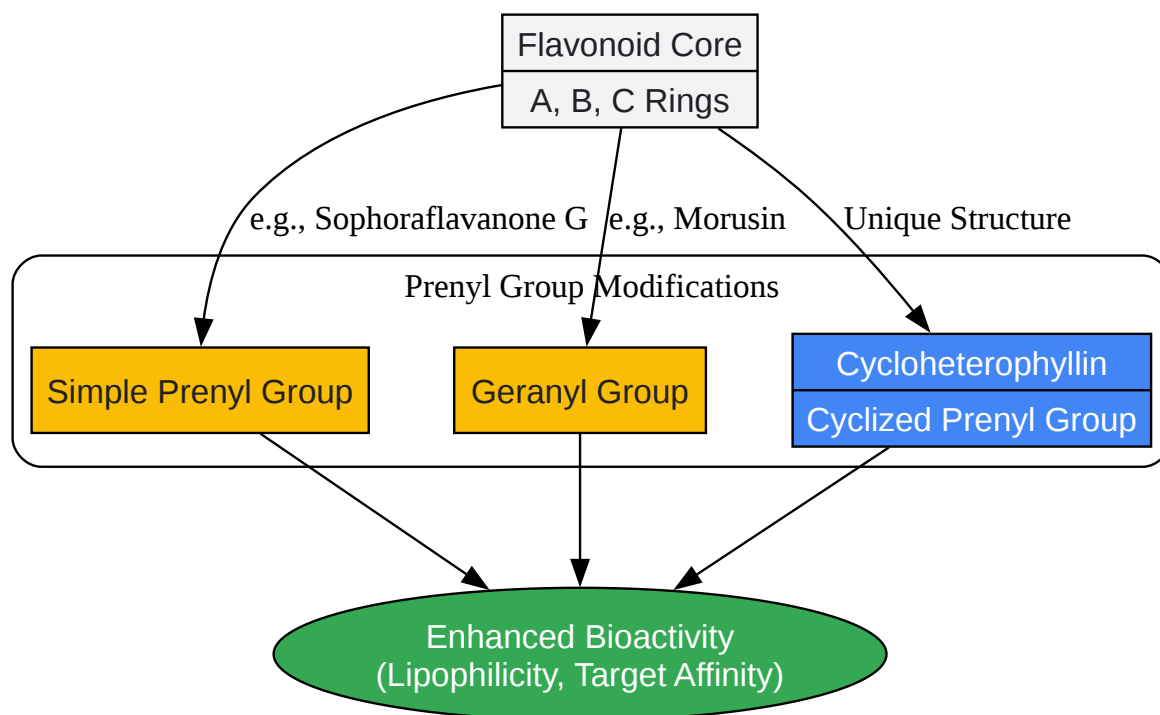 Flavonoid Core
A, B, C Rings
e.g., Sophoraflavanone G
e.g., Morusin
Unique Structure
Prenyl Group Modifications
Simple Prenyl Group
Geranyl Group
Cycloheterophyllin
Cyclized Prenyl Group
Enhanced Bioactivity
(Lipophilicity, Target Affinity)